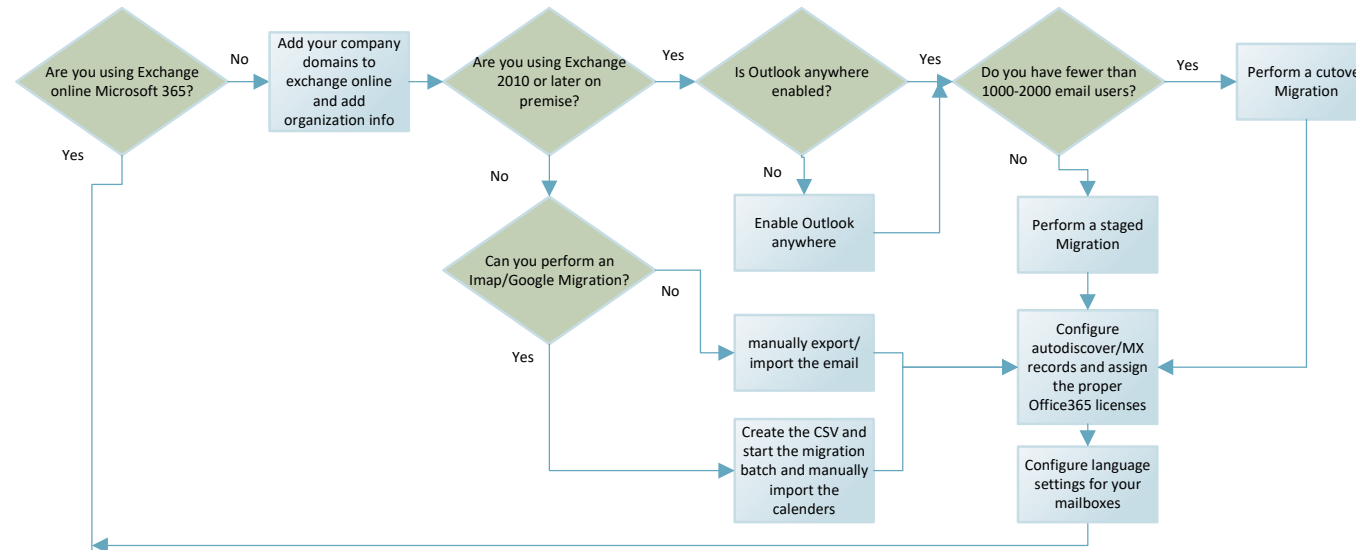 Are you using Exchange
online Microsoft 365?
No
Yes
Add your company
domains to
exchange online
and add
organization info
Are you using Exchange
2010 or later on
premise?
Yes
No
Is Outlook anywhere
enabled?
Yes
No
Enable Outlook
anywhere
Do you have fewer than
1000-2000 email users?
Yes
No
Perform a cutove
Migration
Perform a staged
Migration
Can you perform an
Imap/Google Migration?
No
Yes
manually export/
import the email
Create the CSV and
start the migration
batch and manually
import the
calenders
Configure
autodiscover/MX
records and assign
the proper
Office365 licenses
Configure language
settings for your
mailboxes